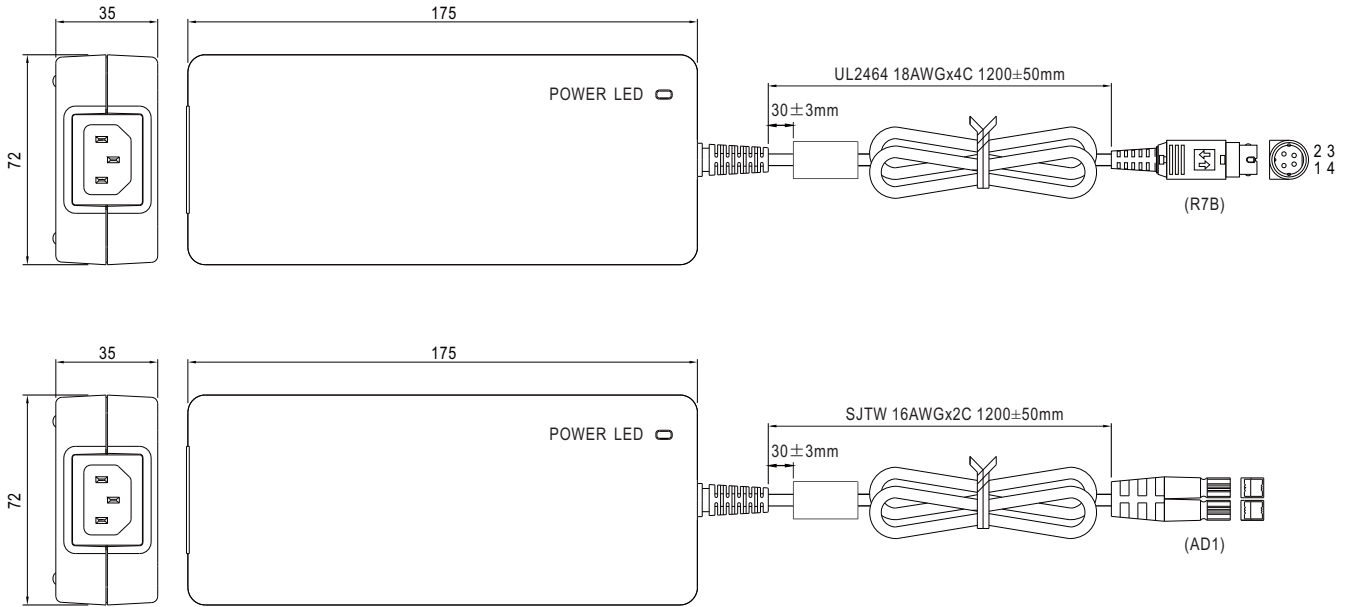 35
175
72
POWER LED
UL2464 18AWGx4C 1200±50mm
30±3mm
2 3
1 4
(R7B)
35
175
72
POWER LED
SJTW 16AWGx2C 1200±50mm
30±3mm
(AD1)